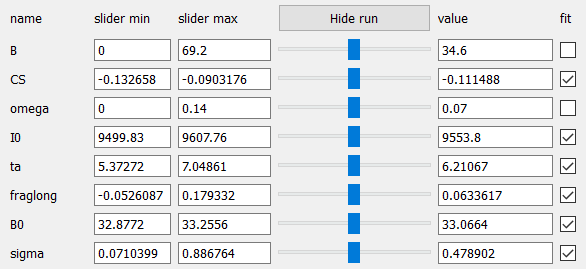 name slider min slider max Hide run value fit
B 0 69.2 34.6
CS -0.132658 -0.0903176 -0.111488
omega 0 0.14 0.07
I0 9499.83 9607.76 9553.8
ta 5.37272 7.04861 6.21067
fraglong -0.0526087 0.179332 0.0633617
B0 32.8772 33.2556 33.0664
sigma 0.0710399 0.886764 0.478902